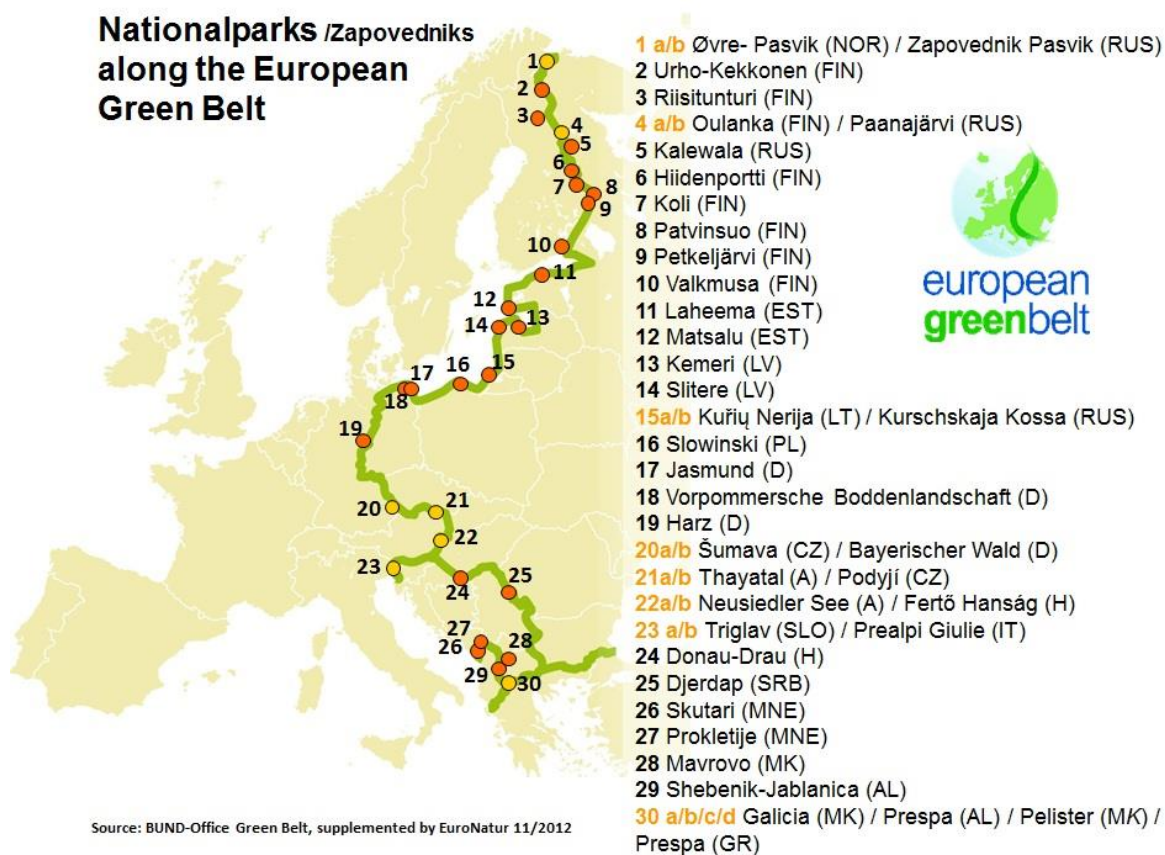 Nationalparks /Zapovedniks
along the European
Green Belt
1 a/b Øvre- Pasvik (NOR) / Zapovednik Pasvik (RUS)
2 Urho-Kekkonen (FIN)
3 Riisitunturi (FIN)
4 a/b Oulanka (FIN) / Paanajärvi (RUS)
5 Kalewala (RUS)
6 Hiidenportti (FIN)
7 Koli (FIN)
8 Patvinsuo (FIN)
9 Petkeljärvi (FIN)
10 Valkmusa (FIN)
11 Laheema (EST)
12 Matsalu (EST)
13 Kemeri (LV)
14 Slitere (LV)
15a/b Kuřių Nerija (LT) / Kurschskaja Kossa (RUS)
16 Slowinski (PL)
17 Jasmund (D)
18 Vorpommersche Boddenlandschaft (D)
19 Harz (D)
20a/b Šumava (CZ) / Bayerischer Wald (D)
21a/b Thayatal (A) / Podyjí (CZ)
22a/b Neusiedler See (A) / Fertő Hanság (H)
23 a/b Triglav (SLO) / Prealpi Giulie (IT)
24 Donau-Drau (H)
25 Djerdap (SRB)
26 Skutari (MNE)
27 Prokletije (MNE)
28 Mavrovo (MK)
29 Shebenik-Jablanica (AL)
30 a/b/c/d Galicia (MK) / Prespa (AL) / Pelister (MK) /
Prespa (GR)
european
greenbelt
1
2
3
4
5
6
7
8
9
10
11
12
13
14
15
16
17
18
19
20
21
22
23
24
25
27
26
28
29
30
Source: BUND-Office Green Belt, supplemented by EuroNatur 11/2012